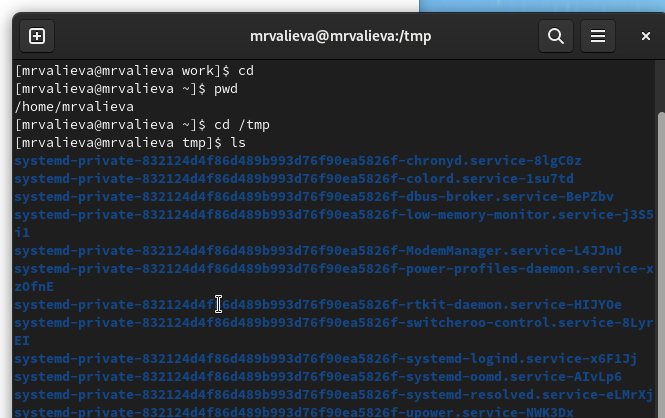 mrvalieva@mrvalieva:/tmp
[mrvalieva@mrvalieva work]$ cd
[mrvalieva@mrvalieva ~]$ pwd
/home/mrvalieva
[mrvalieva@mrvalieva ~]$ cd /tmp
[mrvalieva@mrvalieva tmp]$ ls
systemd-private-832124d4f86d489b993d76f90ea5826f-chronyd.service-8lgC0z
systemd-private-832124d4f86d489b993d76f90ea5826f-colord.service-1su7td
systemd-private-832124d4f86d489b993d76f90ea5826f-dbus-broker.service-BePZbv
systemd-private-832124d4f86d489b993d76f90ea5826f-low-memory-monitor.service-j3S5
i1
systemd-private-832124d4f86d489b993d76f90ea5826f-ModemManager.service-L4JJnU
systemd-private-832124d4f86d489b993d76f90ea5826f-power-profiles-daemon.service-x
zOfnE
systemd-private-832124d4f86d489b993d76f90ea5826f-rtkit-daemon.service-HIJYOe
systemd-private-832124d4f86d489b993d76f90ea5826f-switcheroo-control.service-8Lyr
EI
systemd-private-832124d4f86d489b993d76f90ea5826f-systemd-logind.service-x6F1Jj
systemd-private-832124d4f86d489b993d76f90ea5826f-systemd-oomd.service-AIvLp6
systemd-private-832124d4f86d489b993d76f90ea5826f-systemd-resolved.service-eLMrXj
systemd-private-832124d4f86d489b993d76f90ea5826f-upower.service-NWK3Dx